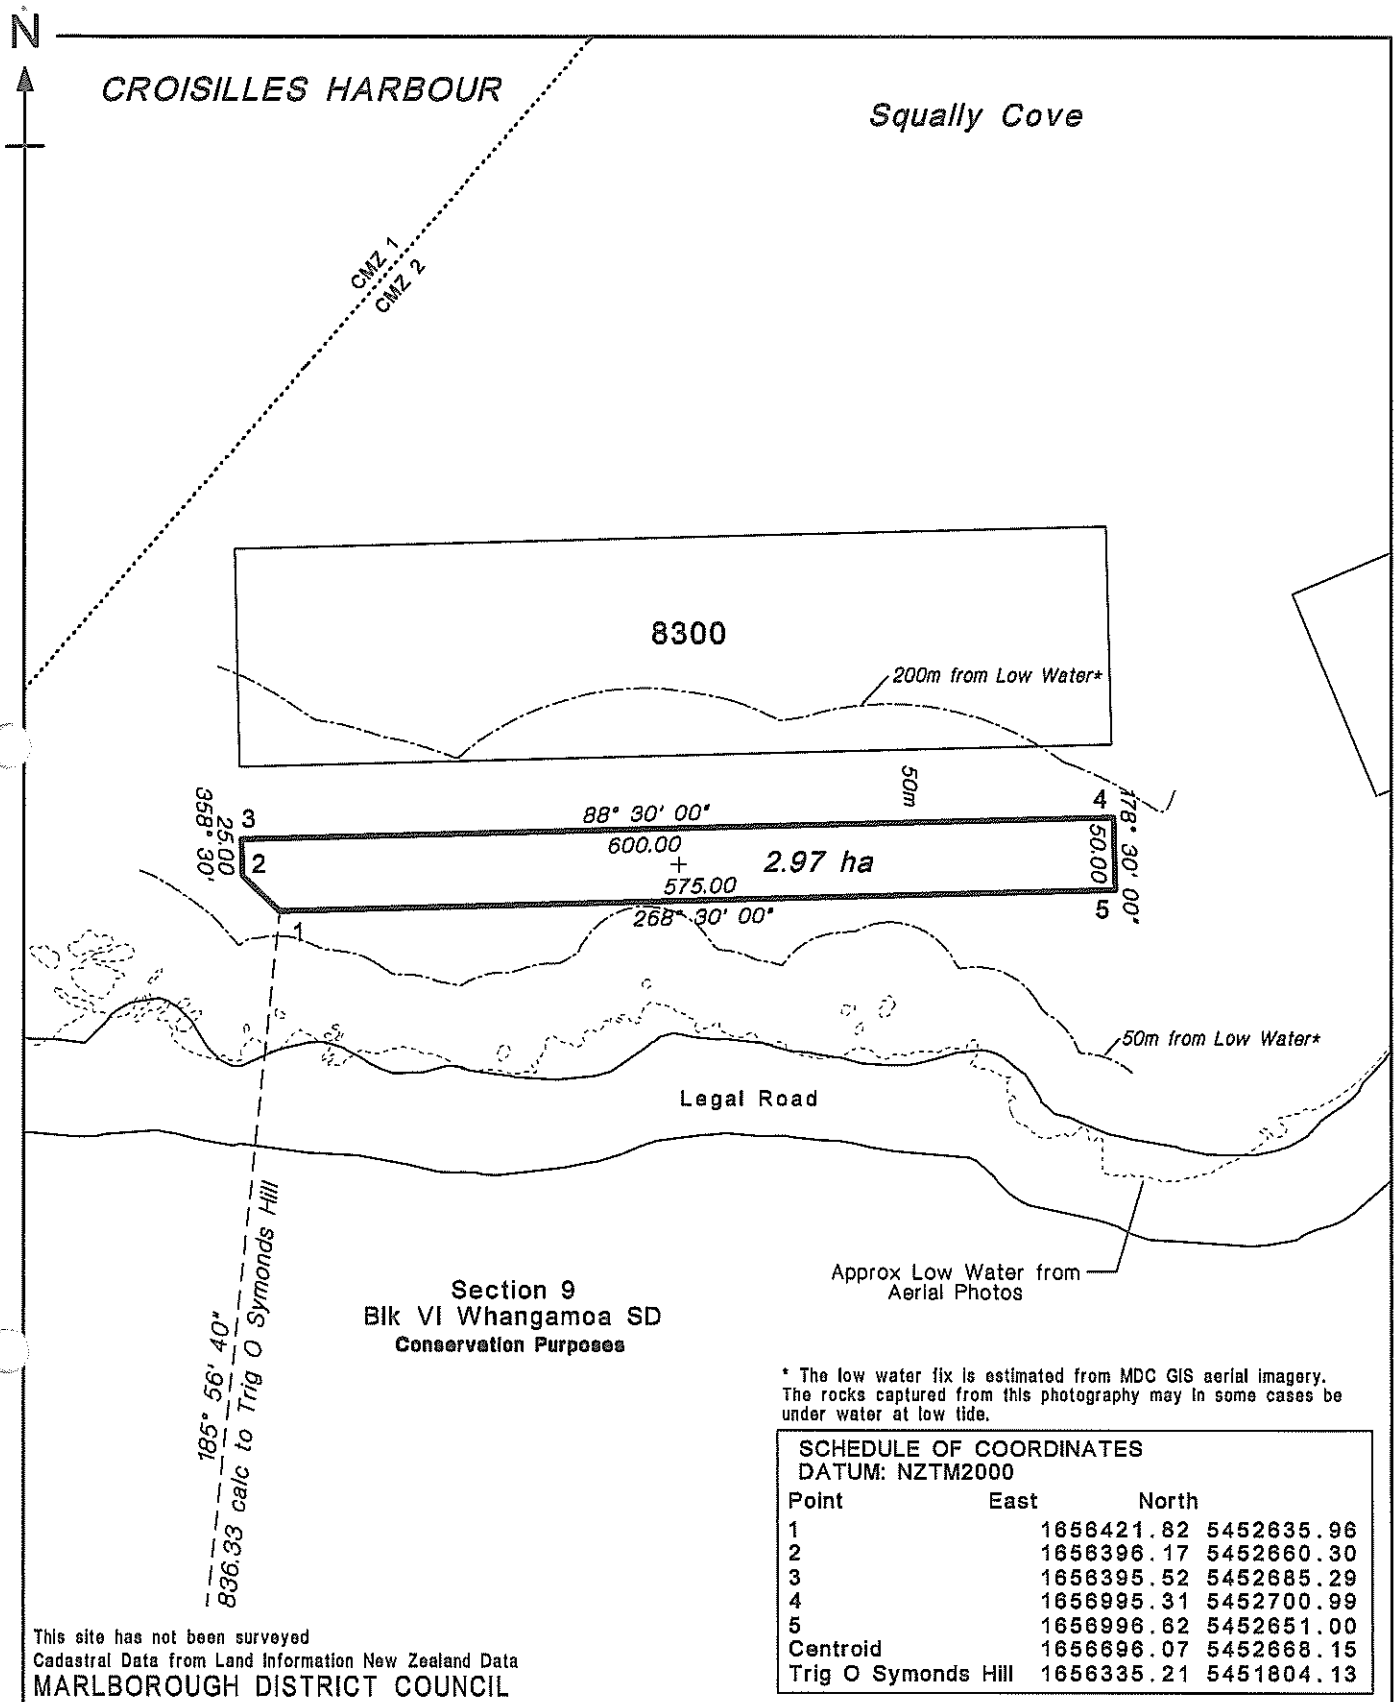 N
CROISILLES HARBOUR
Squally Cove
CMZ 1
CMZ 2
8300
200m from Low Water*
50m
358° 30'
25.00
3
2
1
88° 30' 00"
600.00
2.97 ha
575.00
268° 30' 00"
4
50.00
178° 30' 00"
5
50m from Low Water*
Legal Road
Approx Low Water from
Aerial Photos
185° 56' 40"
836.33 calc to Trig O Symonds Hill
Section 9
Blk VI Whangamoa SD
Conservation Purposes
* The low water fix is estimated from MDC GIS aerial imagery.
The rocks captured from this photography may in some cases be
under water at low tide.
SCHEDULE OF COORDINATES
DATUM: NZTM2000
Point East North
1 1656421.82 5452635.96
2 1656396.17 5452660.30
3 1656395.52 5452685.29
4 1656995.31 5452700.99
5 1656996.62 5452651.00
Centroid 1656696.07 5452668.15
Trig O Symonds Hill 1656335.21 5451804.13
This site has not been surveyed
Cadastral Data from Land Information New Zealand Data
MARLBOROUGH DISTRICT COUNCIL